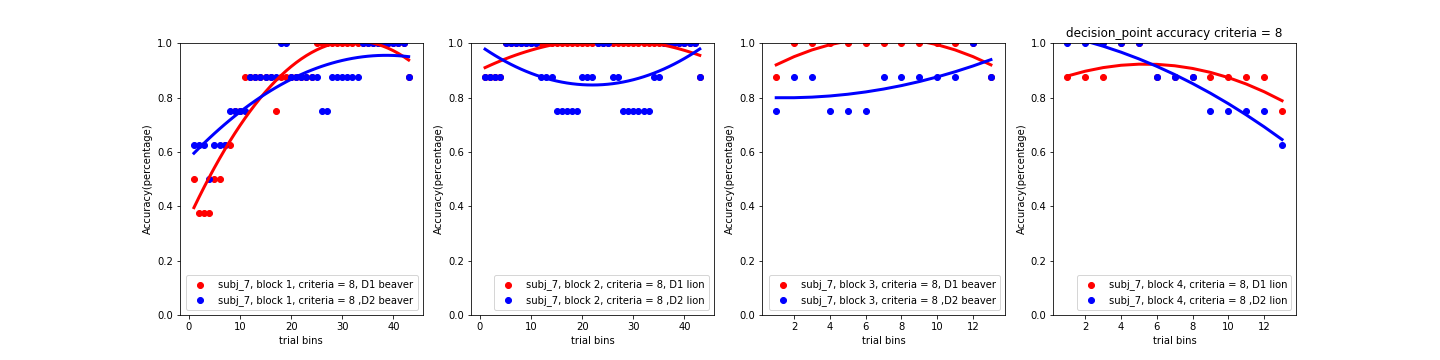 decision_point accuracy criteria = 8
1.0
0.8
0.6
0.4
0.2
0.0
Accuracy(percentage)
subj_7, block 1, criteria = 8, D1 beaver
subj_7, block 1, criteria = 8 ,D2 beaver
0 10 20 30 40
trial bins
1.0
0.8
0.6
0.4
0.2
0.0
Accuracy(percentage)
subj_7, block 2, criteria = 8, D1 lion
subj_7, block 2, criteria = 8 ,D2 lion
0 10 20 30 40
trial bins
1.0
0.8
0.6
0.4
0.2
0.0
Accuracy(percentage)
subj_7, block 3, criteria = 8, D1 beaver
subj_7, block 3, criteria = 8 ,D2 beaver
2 4 6 8 10 12
trial bins
1.0
0.8
0.6
0.4
0.2
0.0
Accuracy(percentage)
subj_7, block 4, criteria = 8, D1 lion
subj_7, block 4, criteria = 8 ,D2 lion
2 4 6 8 10 12
trial bins